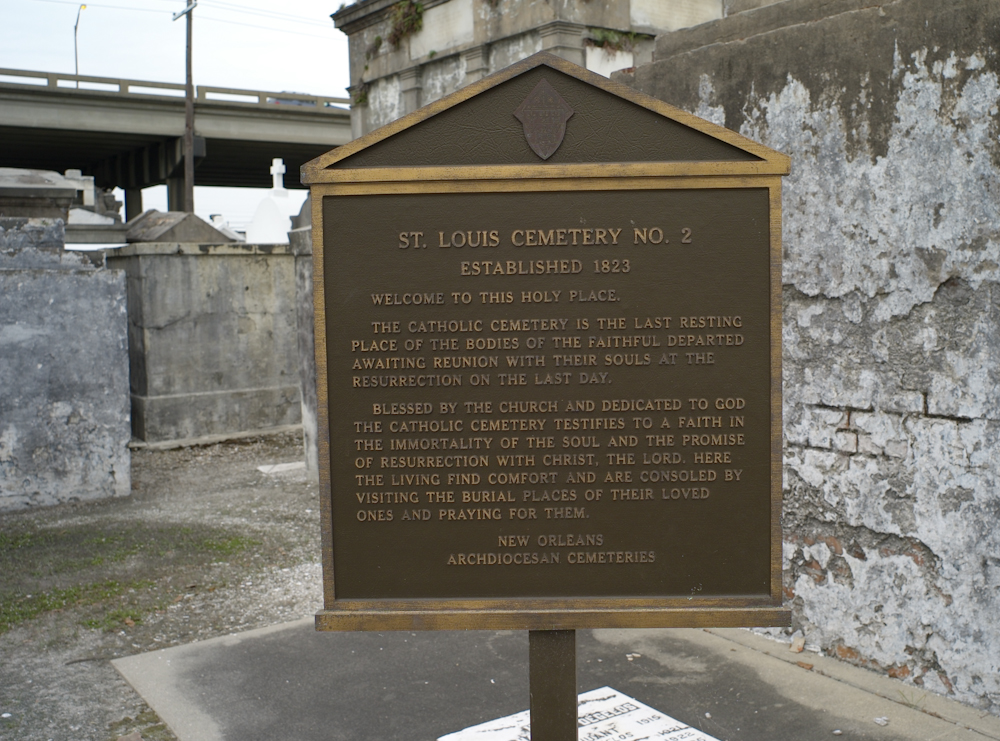 ST. LOUIS CEMETERY NO. 2
ESTABLISHED 1823
WELCOME TO THIS HOLY PLACE.
THE CATHOLIC CEMETERY IS THE LAST RESTING
PLACE OF THE BODIES OF THE FAITHFUL DEPARTED
AWAITING REUNION WITH THEIR SOULS AT THE
RESURRECTION ON THE LAST DAY.
BLESSED BY THE CHURCH AND DEDICATED TO GOD
THE CATHOLIC CEMETERY TESTIFIES TO A FAITH IN
THE IMMORTALITY OF THE SOUL AND THE PROMISE
OF RESURRECTION WITH CHRIST, THE LORD. HERE
THE LIVING FIND COMFORT AND ARE CONSOLED BY
VISITING THE BURIAL PLACES OF THEIR LOVED
ONES AND PRAYING FOR THEM.
NEW ORLEANS
ARCHDIOCESAN CEMETERIES